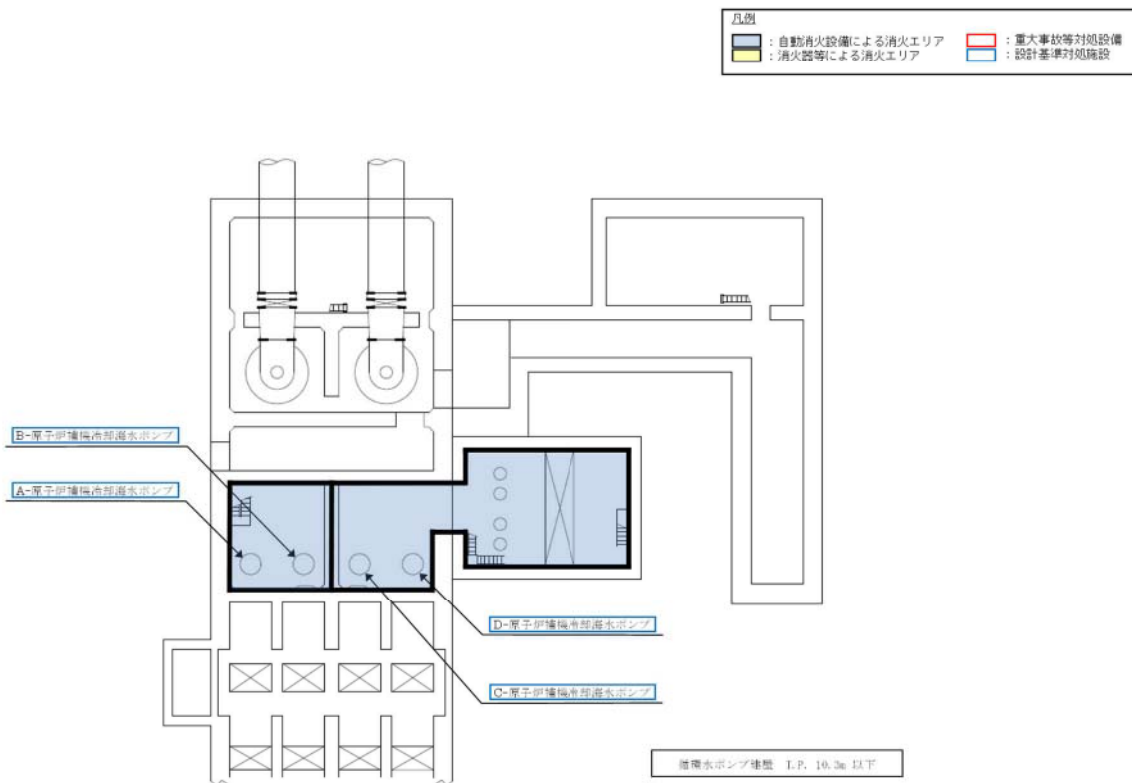 凡例
：自動消火設備による消火エリア
：重大事故等対処設備
：消火器等による消火エリア
：設計基準対処施設
B-原子炉補機冷却海水ポンプ
A-原子炉補機冷却海水ポンプ
D-原子炉補機冷却海水ポンプ
C-原子炉補機冷却海水ポンプ
循環水ポンプ建屋 T.P. 10.3m 以下